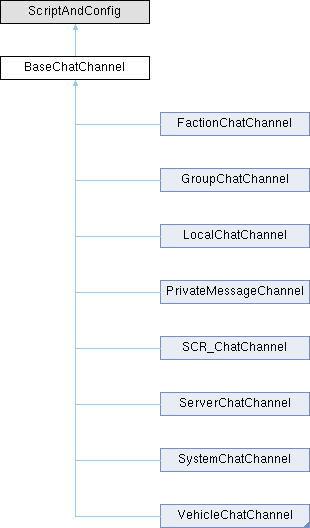 ScriptAndConfig
BaseChatChannel
FactionChatChannel
GroupChatChannel
LocalChatChannel
PrivateMessageChannel
SCR_ChatChannel
ServerChatChannel
SystemChatChannel
VehicleChatChannel